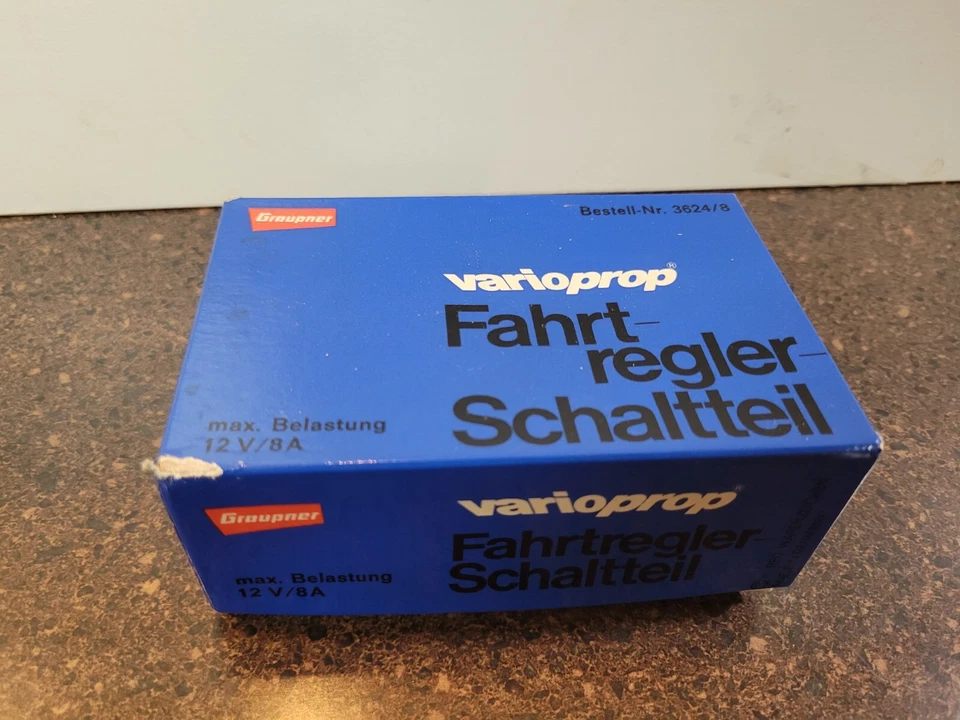 Graupner
Bestell-Nr. 3624/8
varioprop®
Fahrt-
regler-
Schaltteil
max. Belastung
12 V/8A
Graupner
varioprop®
Fahrtregler-
Schaltteil
max. Belastung
12 V/8A